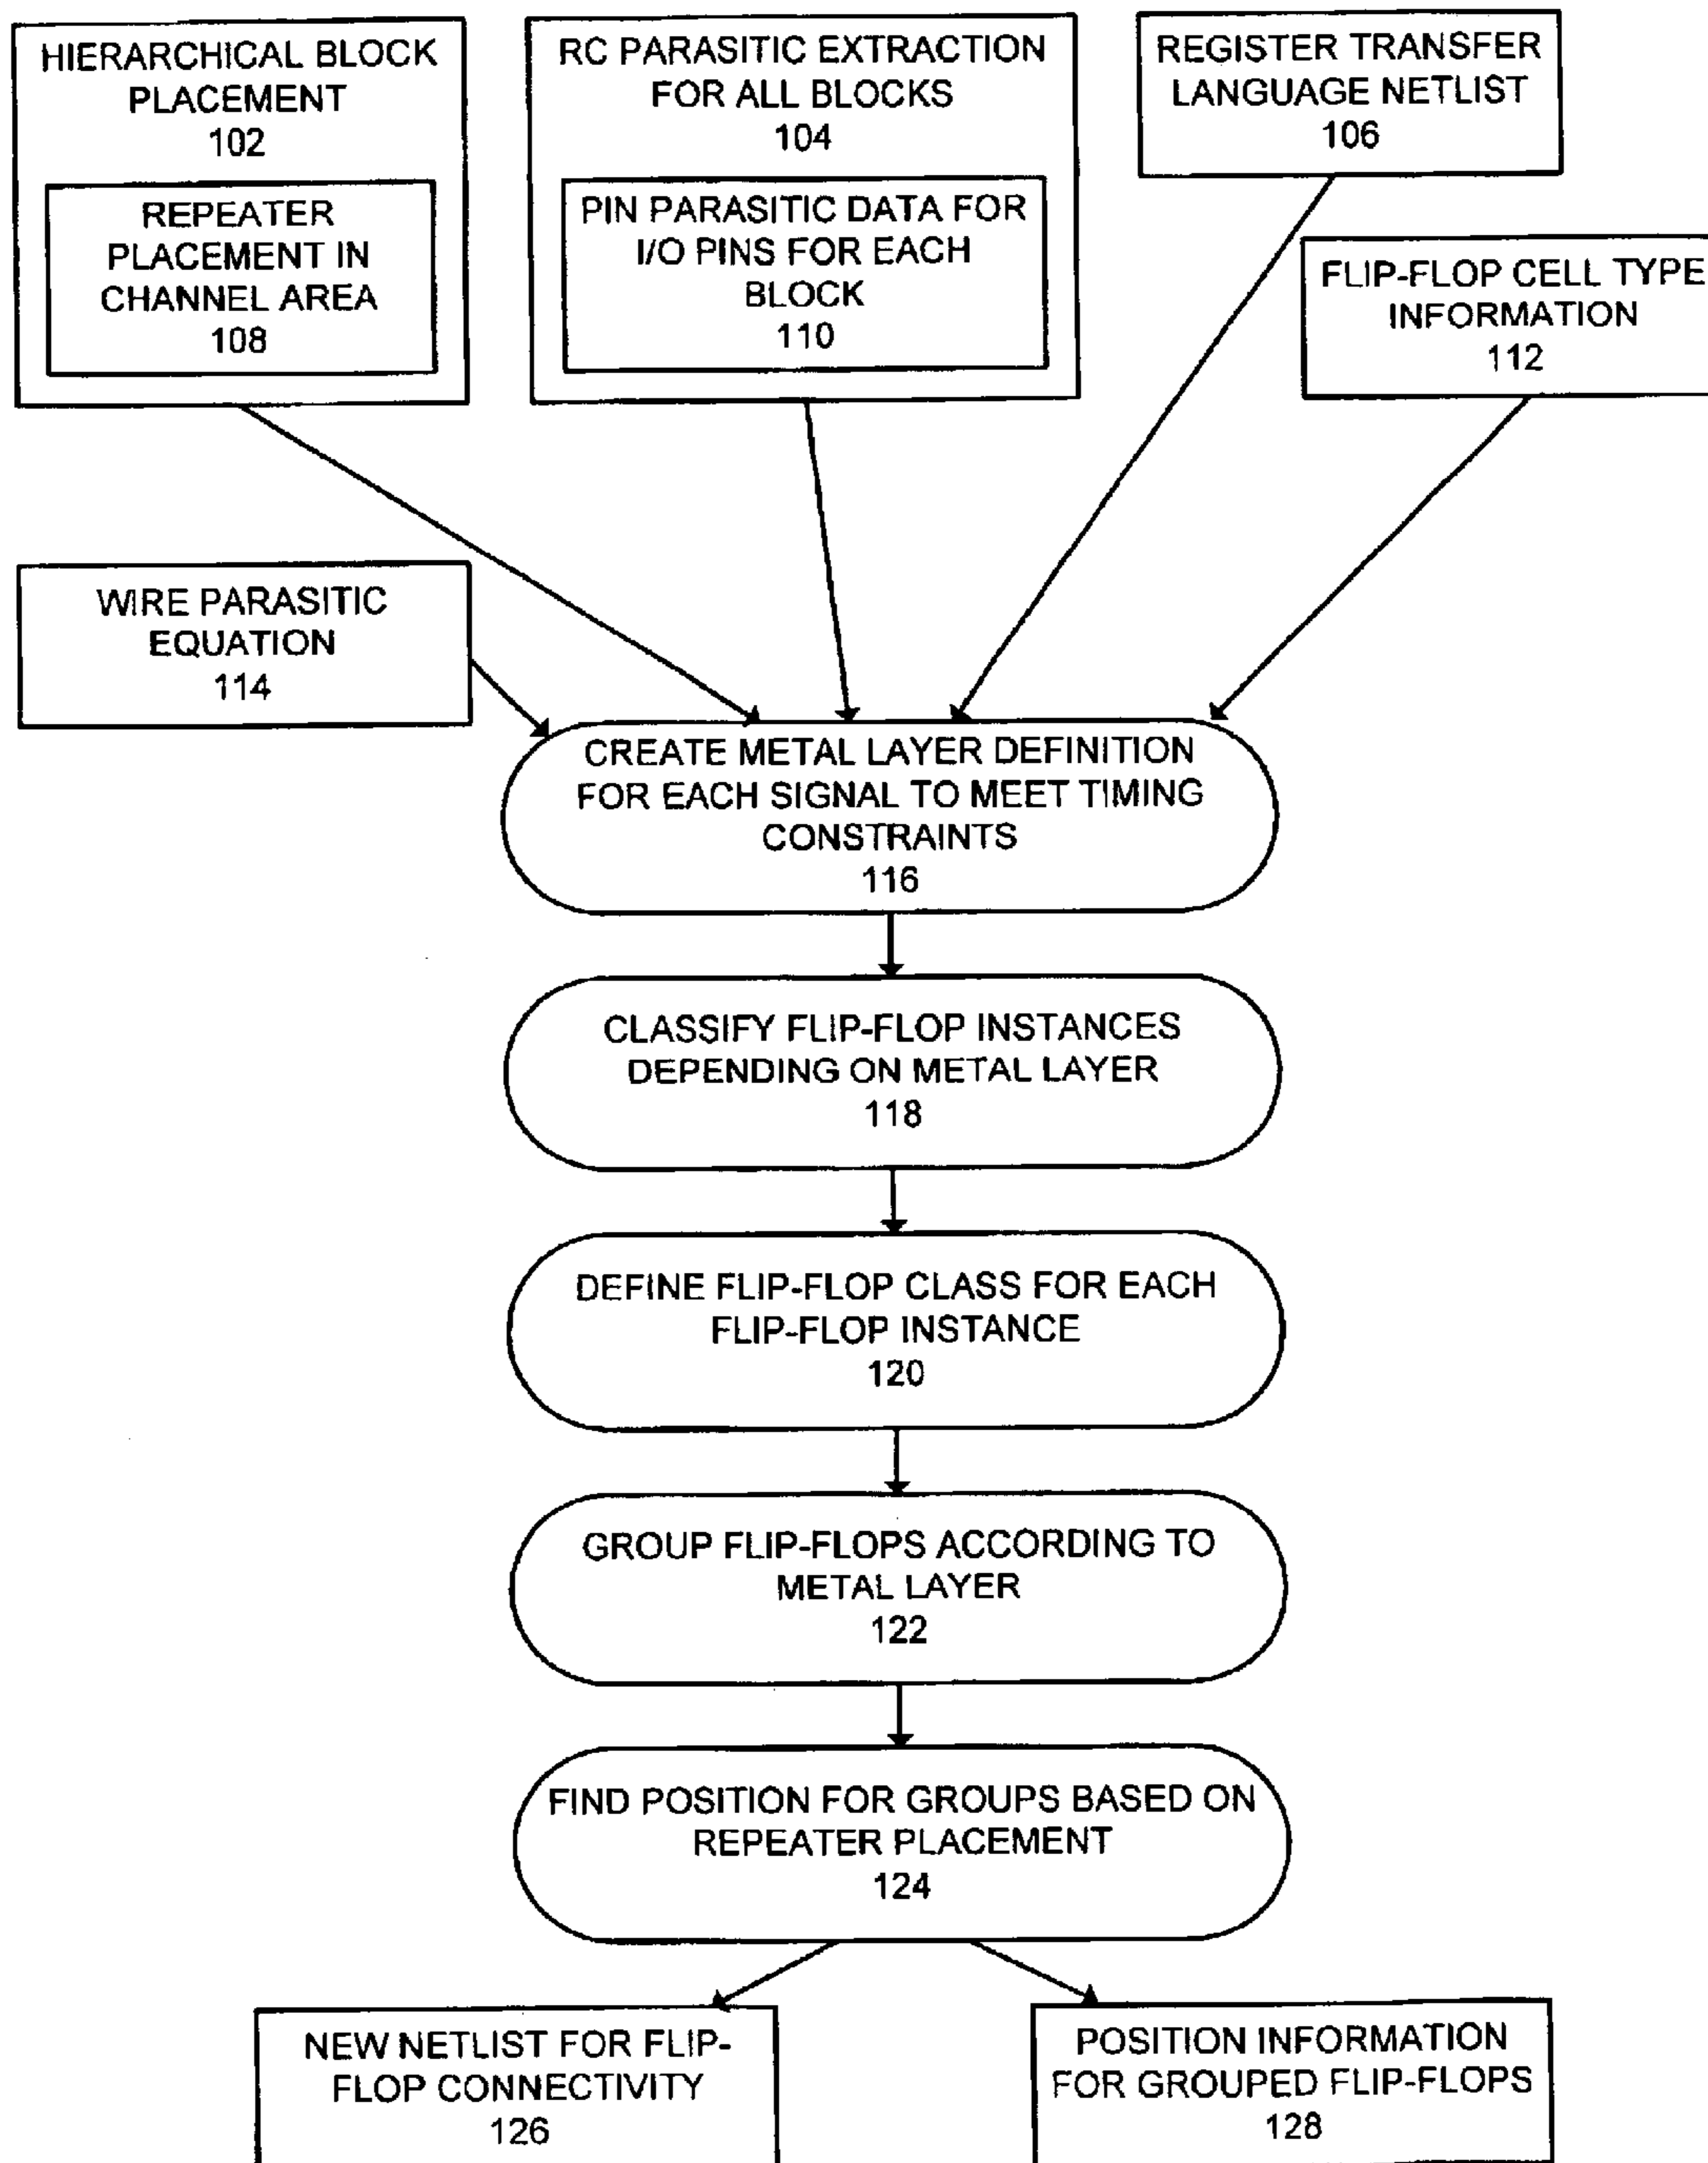 HIERARCHICAL BLOCK
PLACEMENT
102
REPEATER
PLACEMENT IN
CHANNEL AREA
108
RC PARASITIC EXTRACTION
FOR ALL BLOCKS
104
PIN PARASITIC DATA FOR
I/O PINS FOR EACH
BLOCK
110
REGISTER TRANSFER
LANGUAGE NETLIST
106
FLIP-FLOP CELL TYPE
INFORMATION
112
WIRE PARASITIC
EQUATION
114
CREATE METAL LAYER DEFINITION
FOR EACH SIGNAL TO MEET TIMING
CONSTRAINTS
116
CLASSIFY FLIP-FLOP INSTANCES
DEPENDING ON METAL LAYER
118
DEFINE FLIP-FLOP CLASS FOR EACH
FLIP-FLOP INSTANCE
120
GROUP FLIP-FLOPS ACCORDING TO
METAL LAYER
122
FIND POSITION FOR GROUPS BASED ON
REPEATER PLACEMENT
124
NEW NETLIST FOR FLIP-
FLOP CONNECTIVITY
126
POSITION INFORMATION
FOR GROUPED FLIP-FLOPS
128